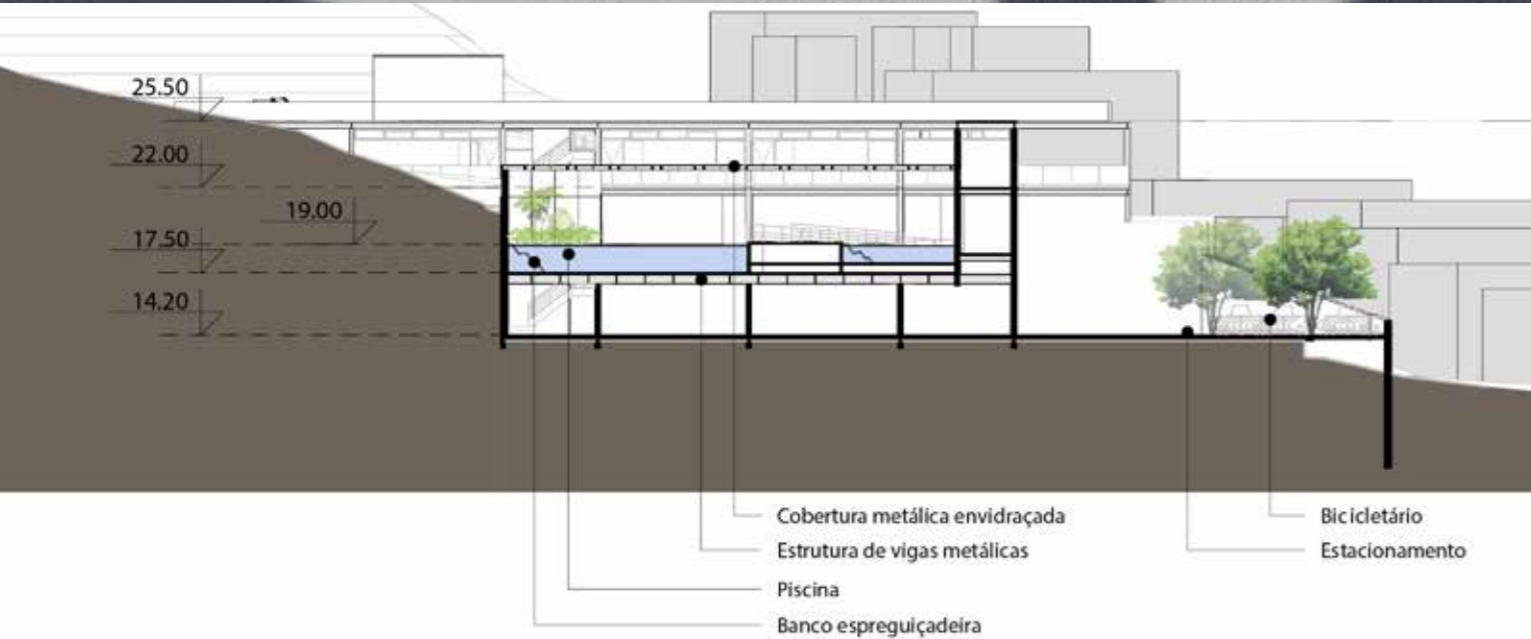 25.50
22.00
19.00
17.50
14.20
Cobertura metálica envidraçada
Estrutura de vigas metálicas
Piscina
Banco espreguiçadeira
Bicicletário
Estacionamento